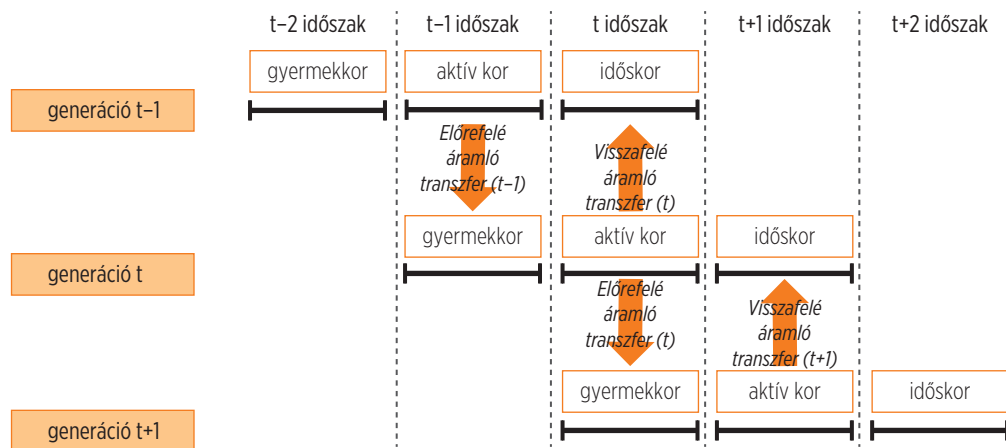 t–2 időszak
t–1 időszak
t időszak
t+1 időszak
t+2 időszak
gyermekkor
aktív kor
időskor
generáció t–1
Előrefelé
áramló
transzfer (t–1)
Visszafelé
áramló
transzfer (t)
gyermekkor
aktív kor
időskor
generáció t
Előrefelé
áramló
transzfer (t)
Visszafelé
áramló
transzfer (t+1)
gyermekkor
aktív kor
időskor
generáció t+1